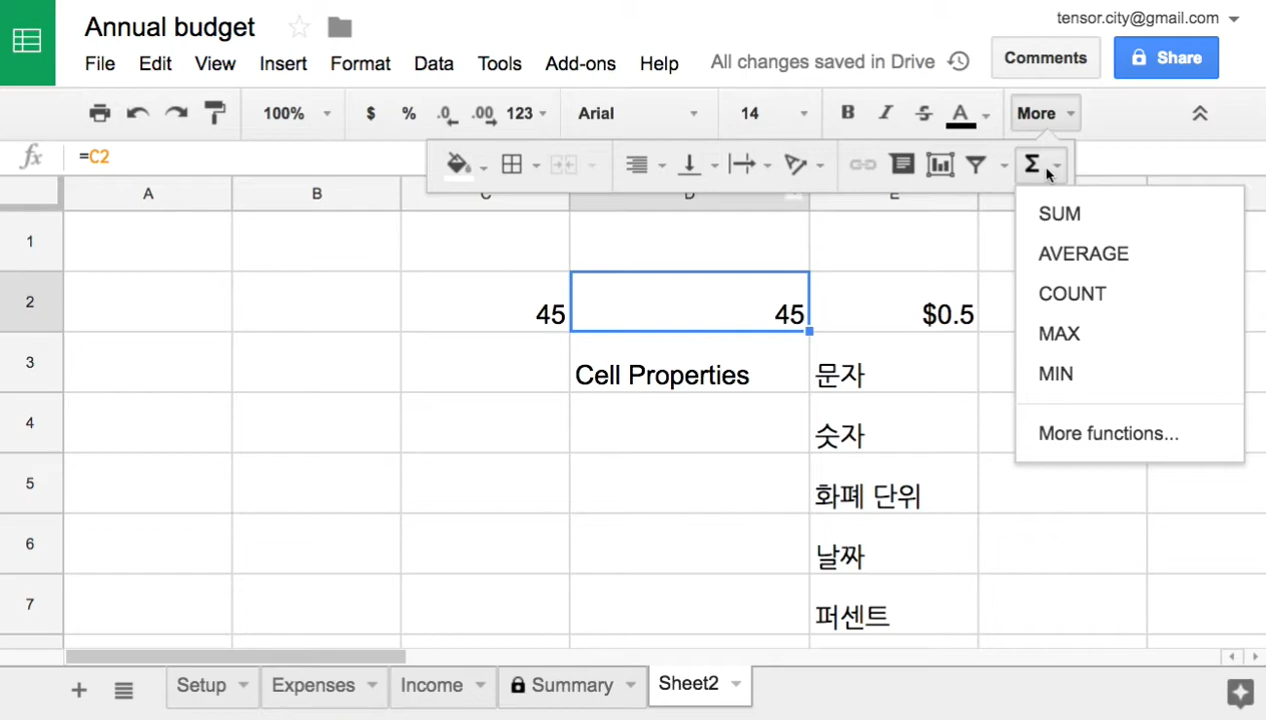 Annual budget
tensor.city@gmail.com
File Edit View Insert Format Data Tools Add-ons Help All changes saved in Drive Comments Share
100% $ % .0 .00 123 Arial 14 B I S A More
fx =C2
Σ
A B C D E
SUM
1
AVERAGE
2 45 45 $0.5
COUNT
MAX
3 Cell Properties 문자
MIN
4 숫자
More functions...
5 화폐 단위
6 날짜
7 퍼센트
Setup Expenses Income Summary Sheet2